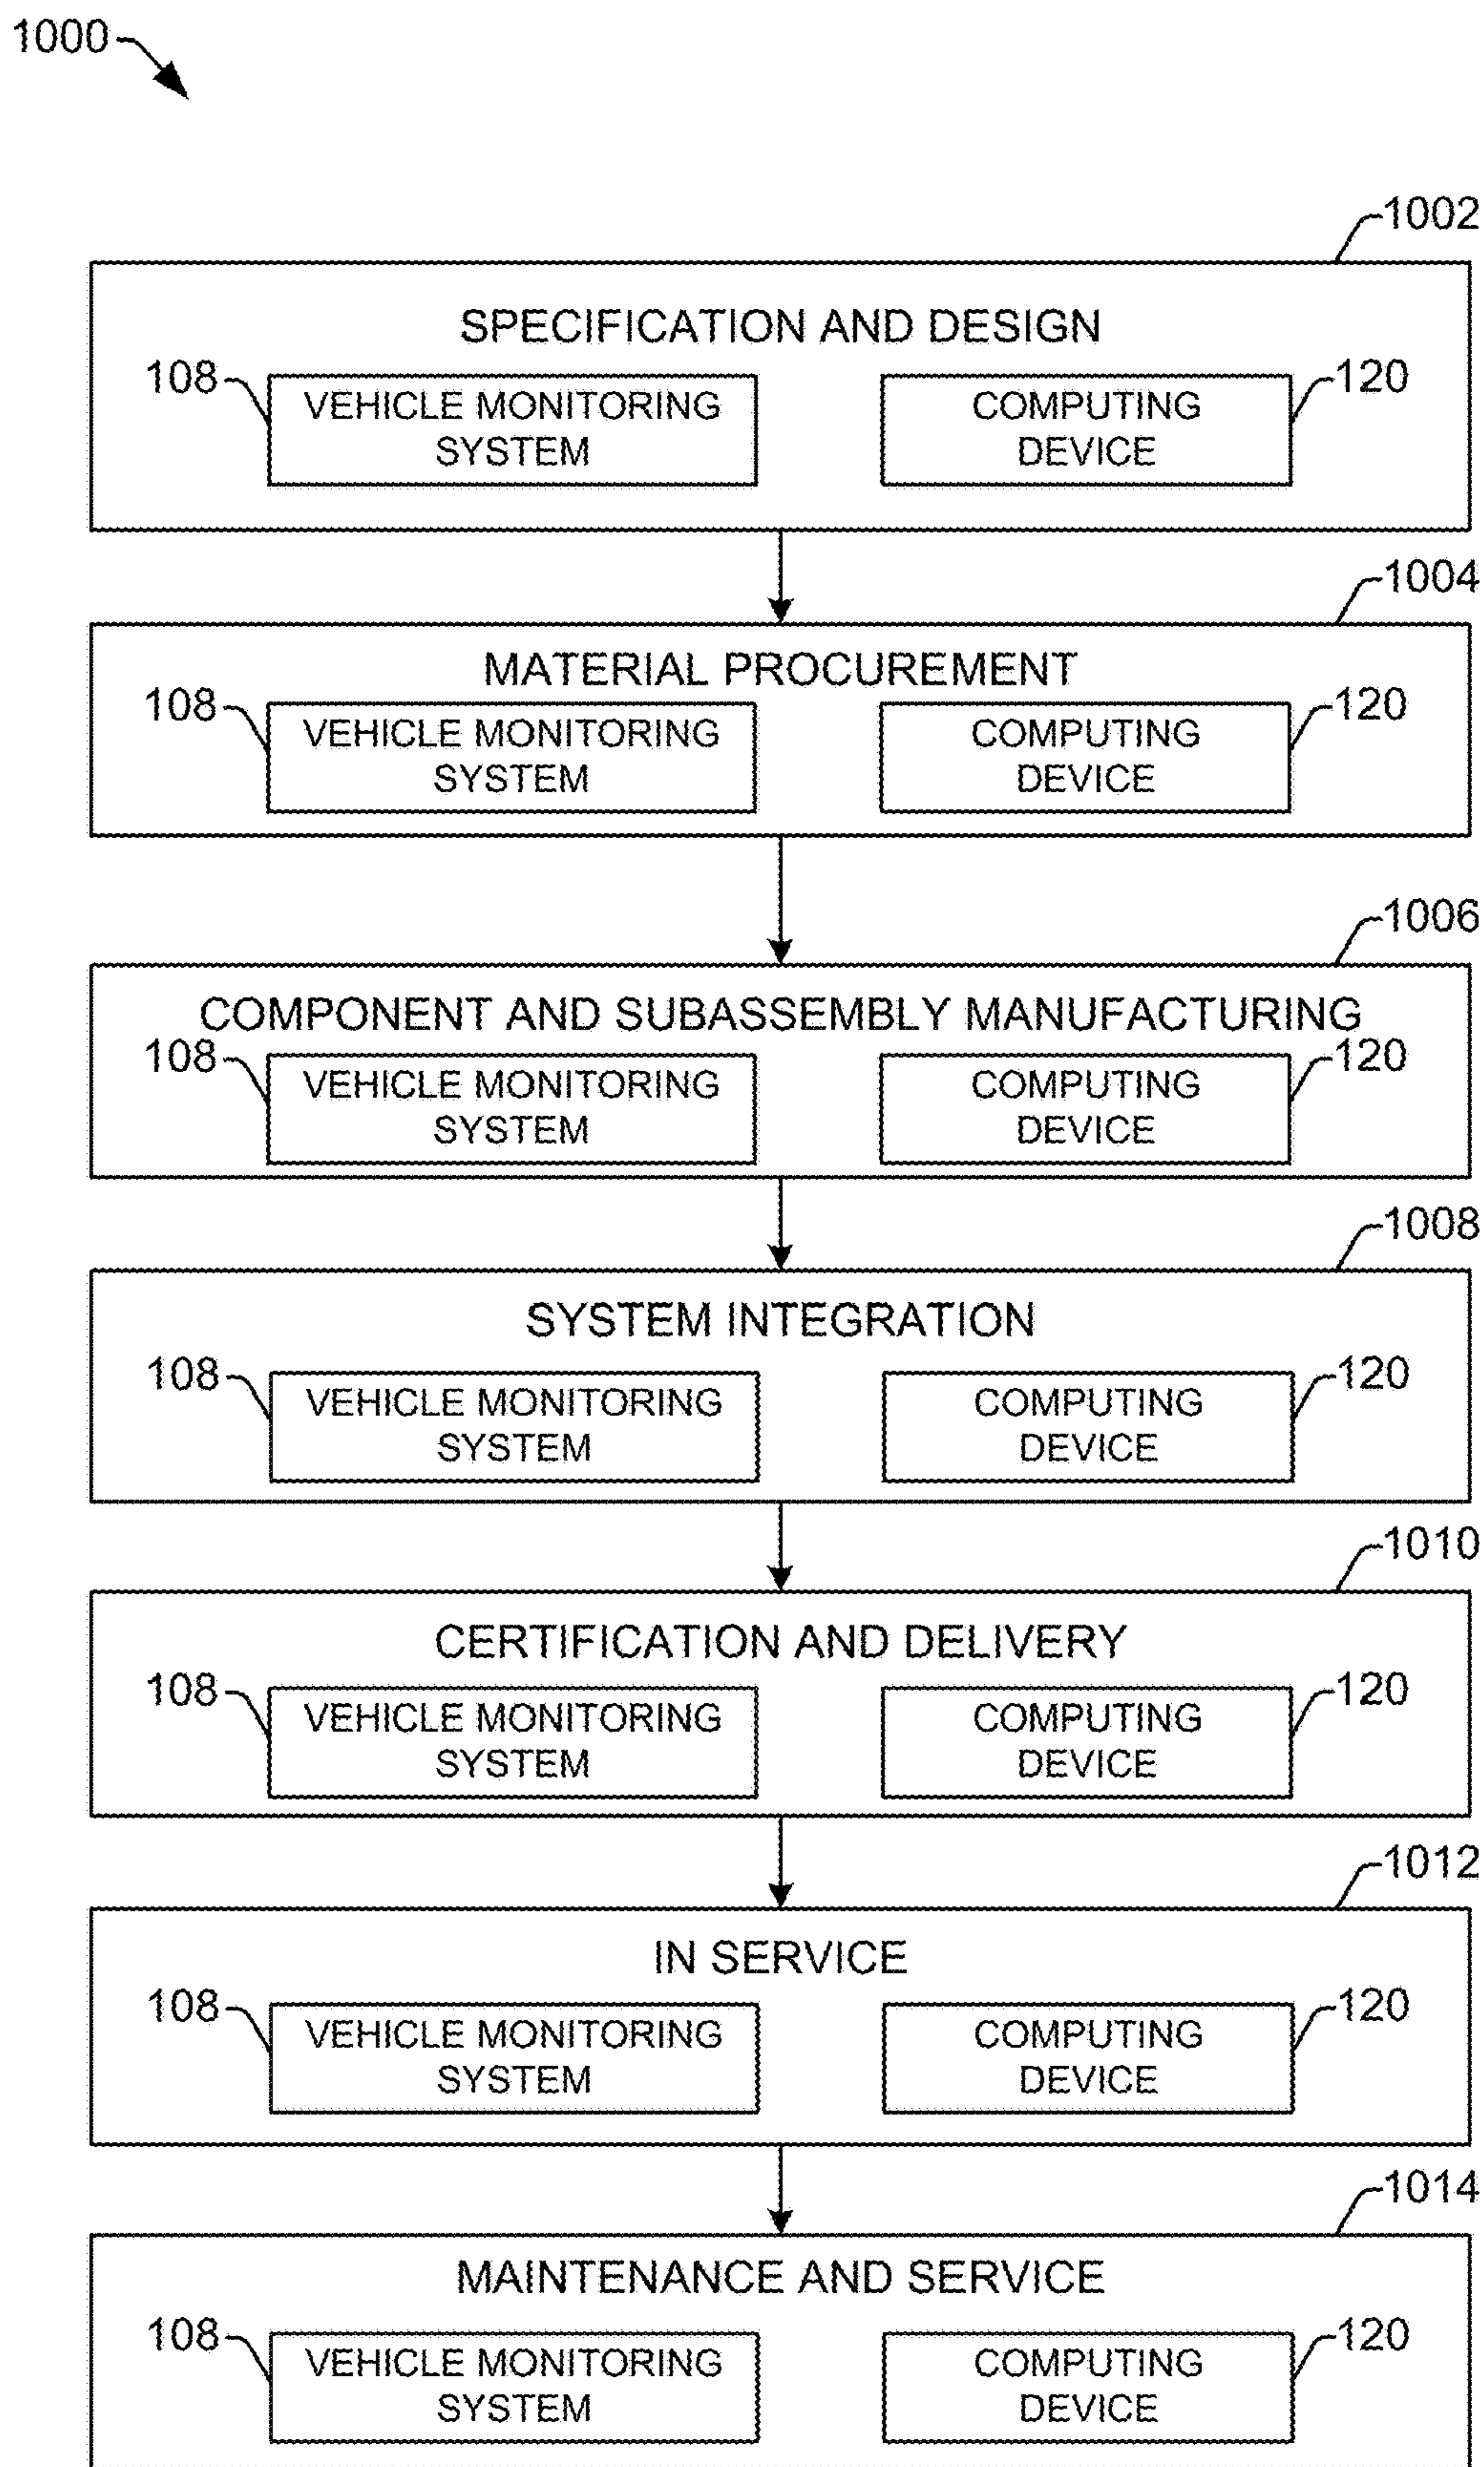 1000
1002
SPECIFICATION AND DESIGN
108
120
VEHICLE MONITORING
SYSTEM
COMPUTING
DEVICE
1004
MATERIAL PROCUREMENT
108
120
VEHICLE MONITORING
SYSTEM
COMPUTING
DEVICE
1006
COMPONENT AND SUBASSEMBLY MANUFACTURING
108
120
VEHICLE MONITORING
SYSTEM
COMPUTING
DEVICE
1008
SYSTEM INTEGRATION
108
120
VEHICLE MONITORING
SYSTEM
COMPUTING
DEVICE
1010
CERTIFICATION AND DELIVERY
108
120
VEHICLE MONITORING
SYSTEM
COMPUTING
DEVICE
1012
IN SERVICE
108
120
VEHICLE MONITORING
SYSTEM
COMPUTING
DEVICE
1014
MAINTENANCE AND SERVICE
108
120
VEHICLE MONITORING
SYSTEM
COMPUTING
DEVICE